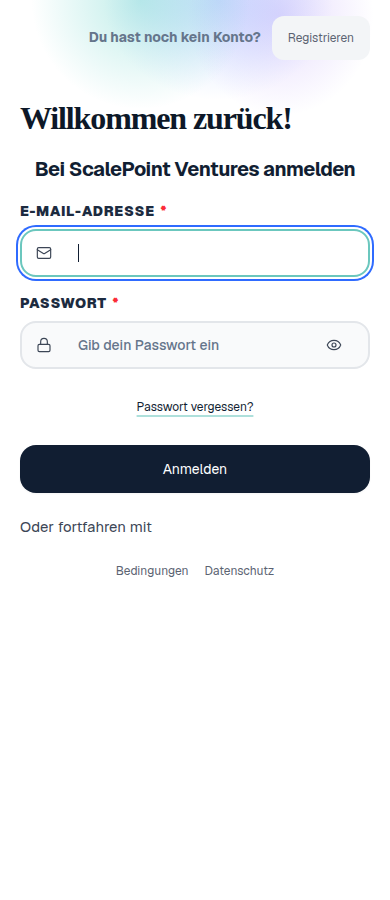 Du hast noch kein Konto? Registrieren
Willkommen zurück!
Bei ScalePoint Ventures anmelden
E-MAIL-ADRESSE *
PASSWORT *
Gib dein Passwort ein
Passwort vergessen?
Anmelden
Oder fortfahren mit
Bedingungen Datenschutz